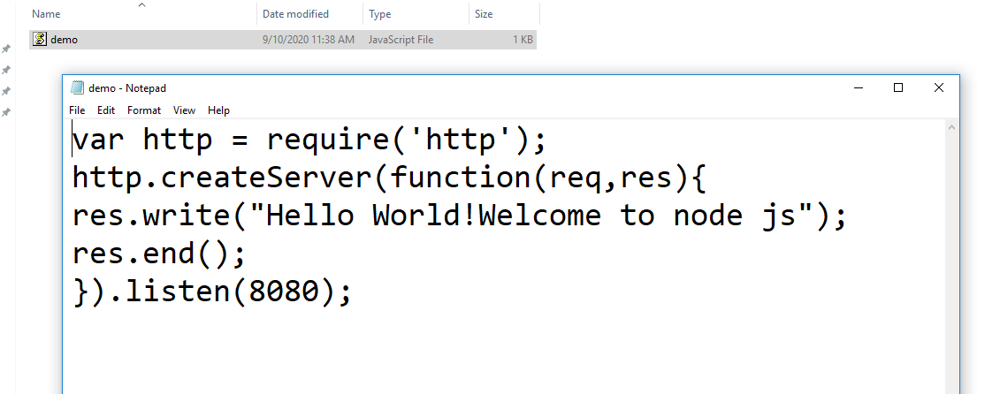 Name Date modified Type Size
demo 9/10/2020 11:38 AM JavaScript File 1 KB
demo - Notepad
File Edit Format View Help
var http = require('http');
http.createServer(function(req,res){
res.write("Hello World!Welcome to node js");
res.end();
}).listen(8080);